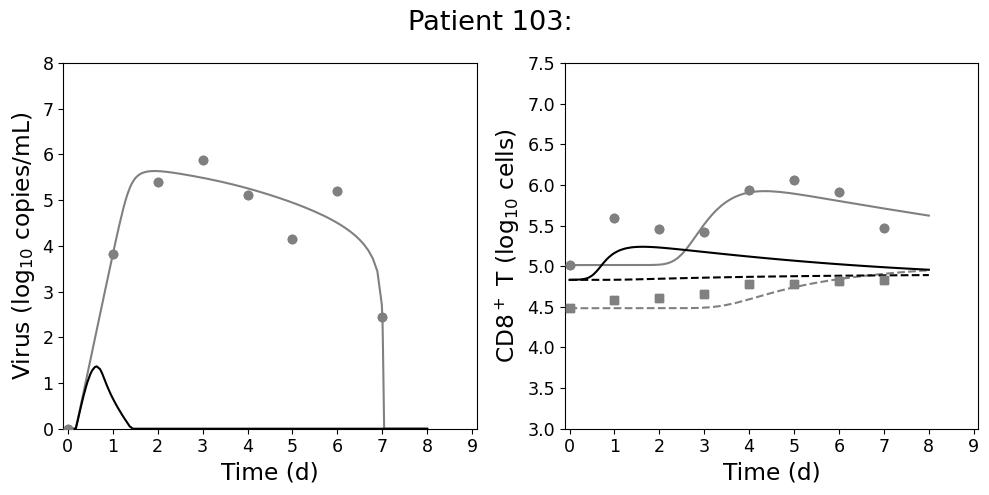 Patient 103:
Virus (log₁₀ copies/mL)
8
7
6
5
4
3
2
1
0
0 1 2 3 4 5 6 7 8 9
Time (d)
CD8⁺ T (log₁₀ cells)
7.5
7.0
6.5
6.0
5.5
5.0
4.5
4.0
3.5
3.0
0 1 2 3 4 5 6 7 8 9
Time (d)